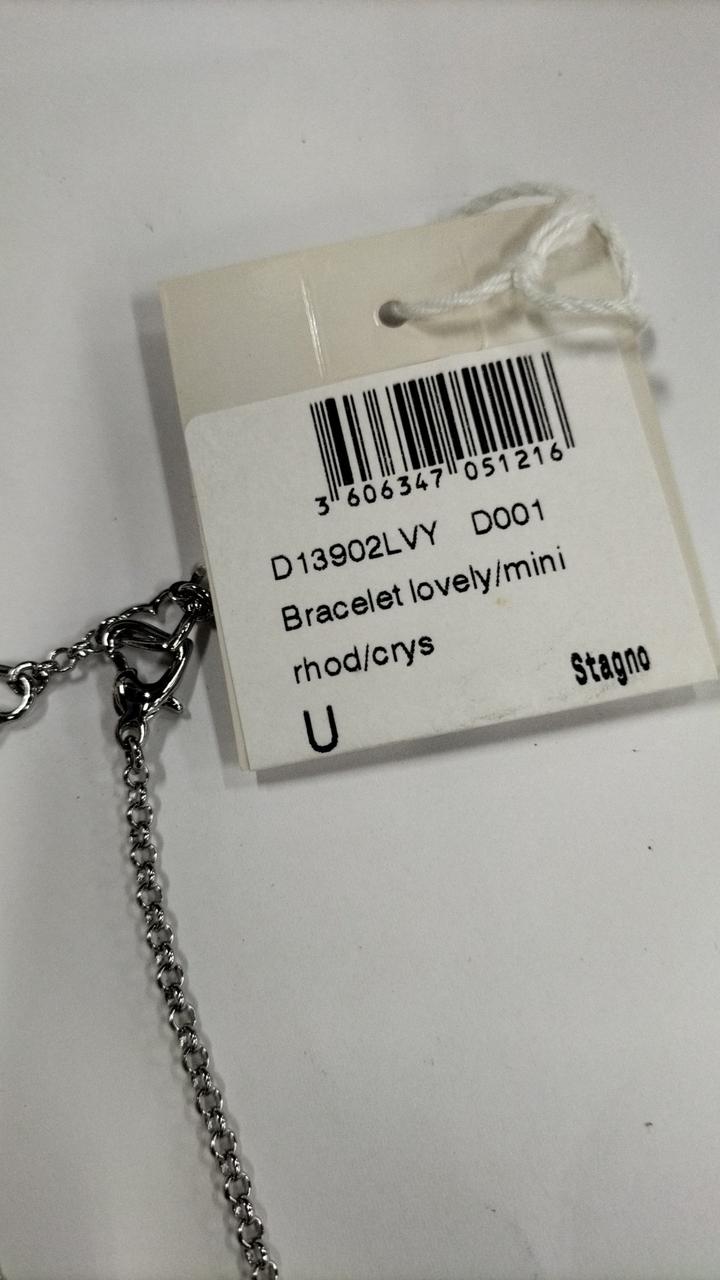 3 606347 051216
D13902LVY D001
Bracelet lovely/mini
rhod/crys
Stagno
U